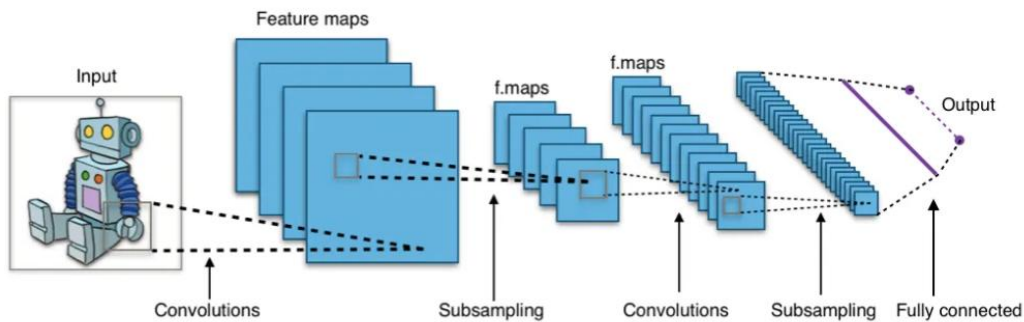 Feature maps
Input
f.maps
f.maps
Output
Convolutions
Subsampling
Convolutions
Subsampling
Fully connected